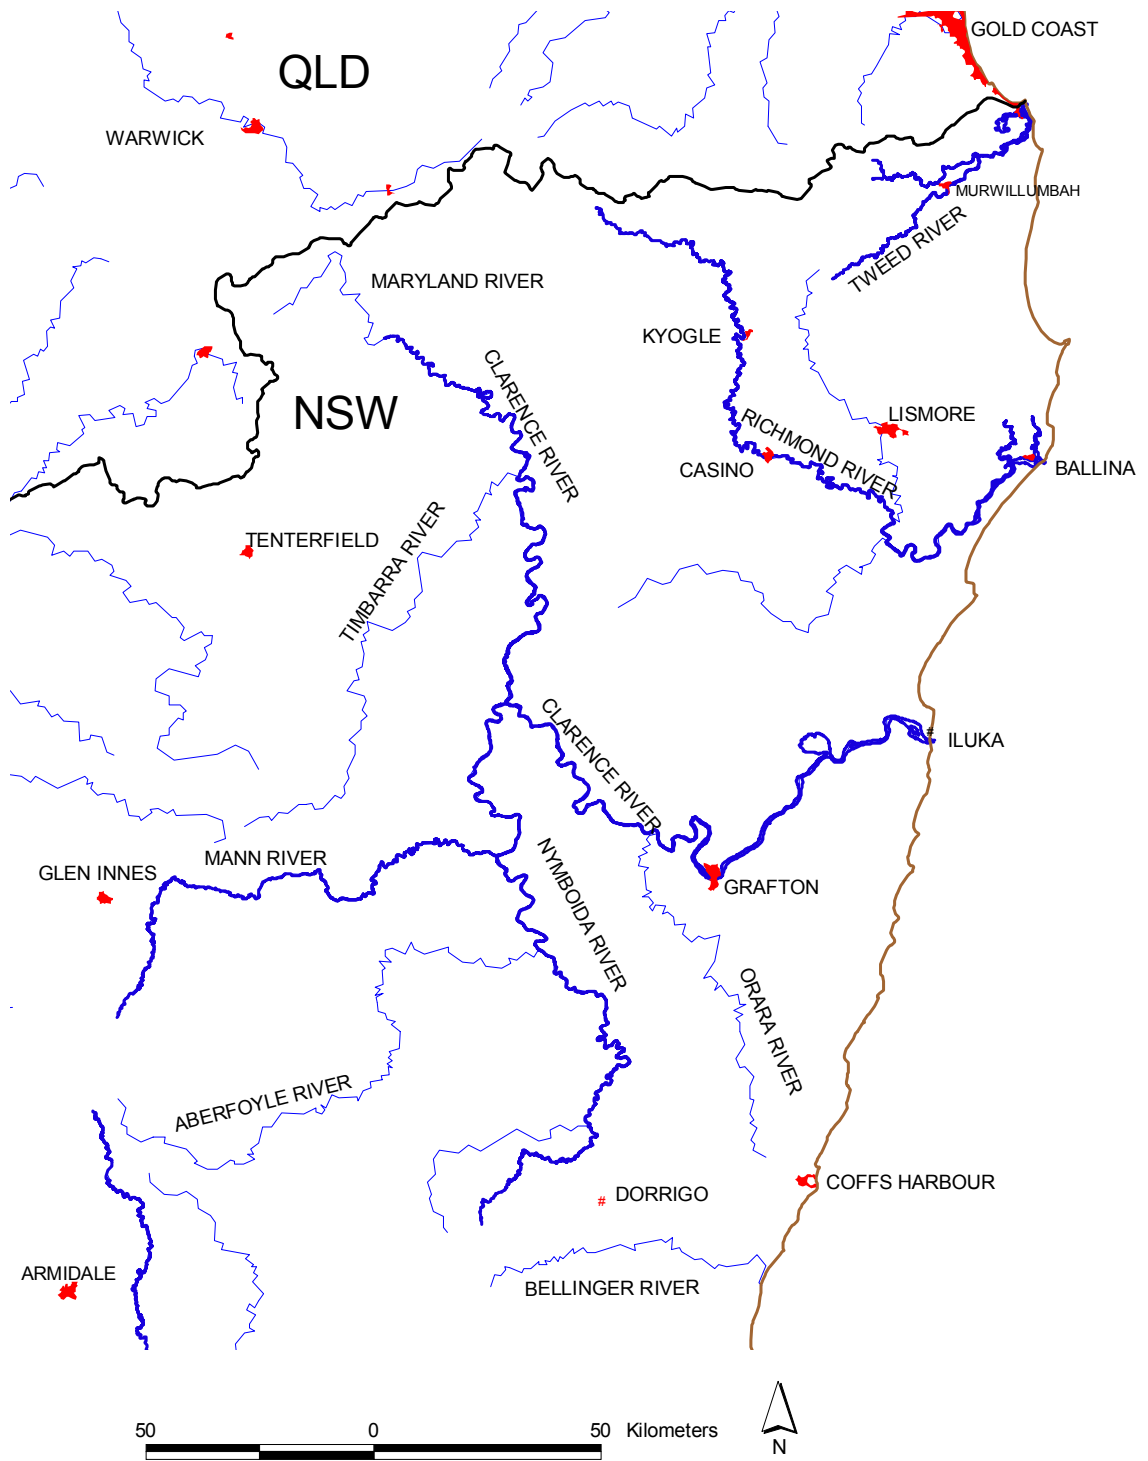 GOLD COAST
QLD
WARWICK
MURWILLUMBAH
TWEED RIVER
MARYLAND RIVER
KYOGLE
CLARENCE RIVER
NSW
LISMORE
RICHMOND RIVER
CASINO
BALLINA
TENTERFIELD
TIMBARRA RIVER
CLARENCE RIVER
#
ILUKA
MANN RIVER
NYMBOIDA RIVER
GLEN INNES
GRAFTON
ORARA RIVER
ABERFOYLE RIVER
COFFS HARBOUR
# DORRIGO
ARMIDALE
BELLINGER RIVER
50 0 50 Kilometers
N